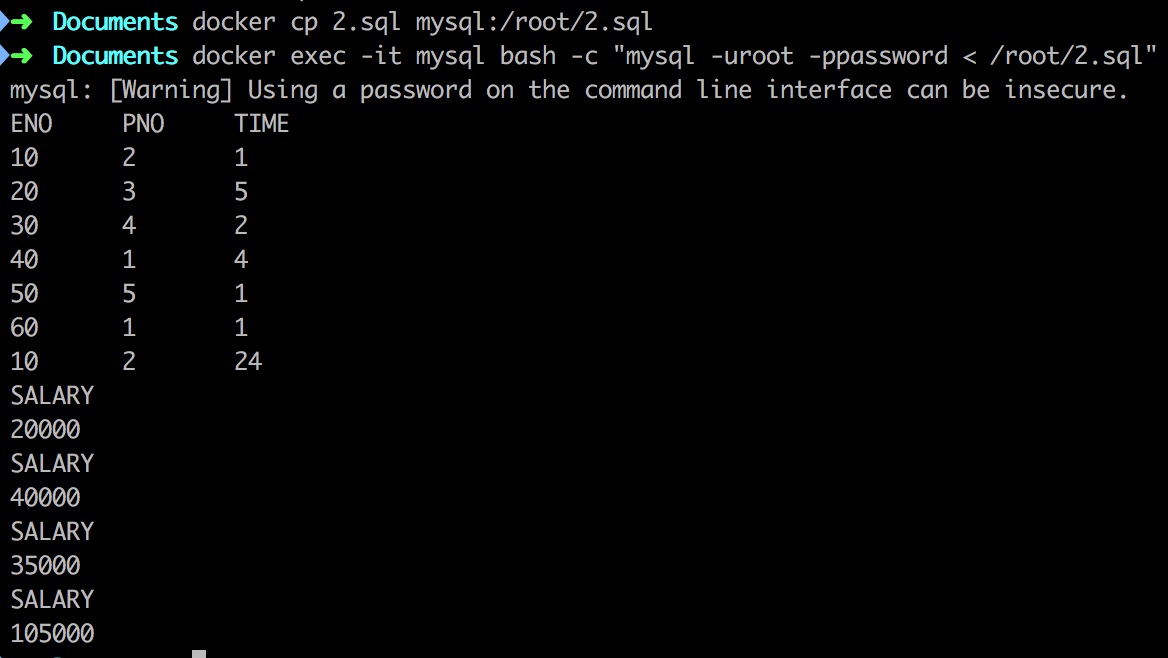 ➜ Documents docker cp 2.sql mysql:/root/2.sql
➜ Documents docker exec -it mysql bash -c "mysql -uroot -ppassword < /root/2.sql"
mysql: [Warning] Using a password on the command line interface can be insecure.
ENO PNO TIME
10 2 1
20 3 5
30 4 2
40 1 4
50 5 1
60 1 1
10 2 24
SALARY
20000
SALARY
40000
SALARY
35000
SALARY
105000